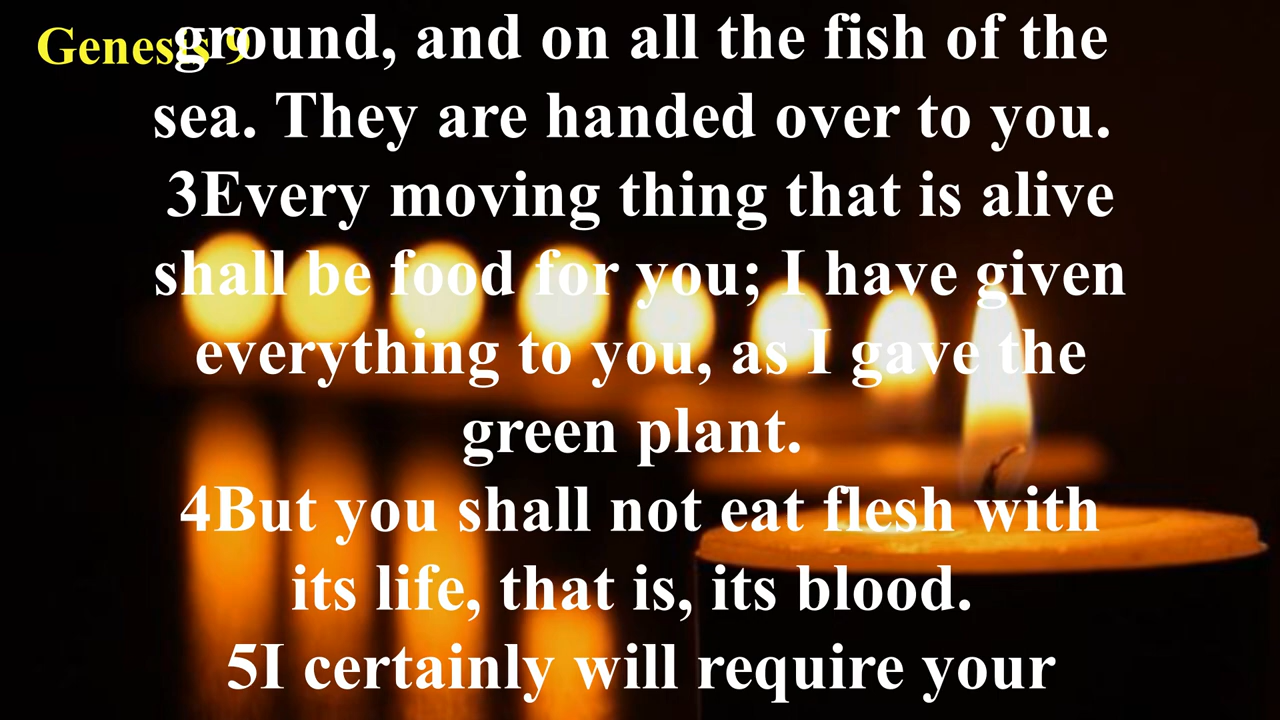 Genesis 9
ground, and on all the fish of the
sea. They are handed over to you.
3Every moving thing that is alive
shall be food for you; I have given
everything to you, as I gave the
green plant.
4But you shall not eat flesh with
its life, that is, its blood.
5I certainly will require your